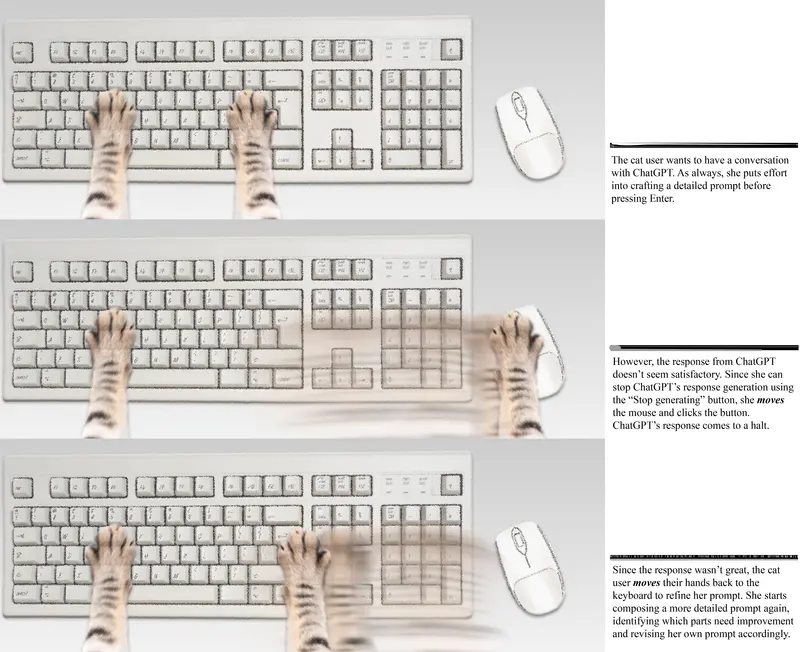 The cat user wants to have a conversation
with ChatGPT. As always, she puts effort
into crafting a detailed prompt before
pressing Enter.
However, the response from ChatGPT
doesn’t seem satisfactory. Since she can
stop ChatGPT’s response generation using
the “Stop generating” button, she moves
the mouse and clicks the button.
ChatGPT’s response comes to a halt.
Since the response wasn’t great, the cat
user moves their hands back to the
keyboard to refine her prompt. She starts
composing a more detailed prompt again,
identifying which parts need improvement
and revising her own prompt accordingly.